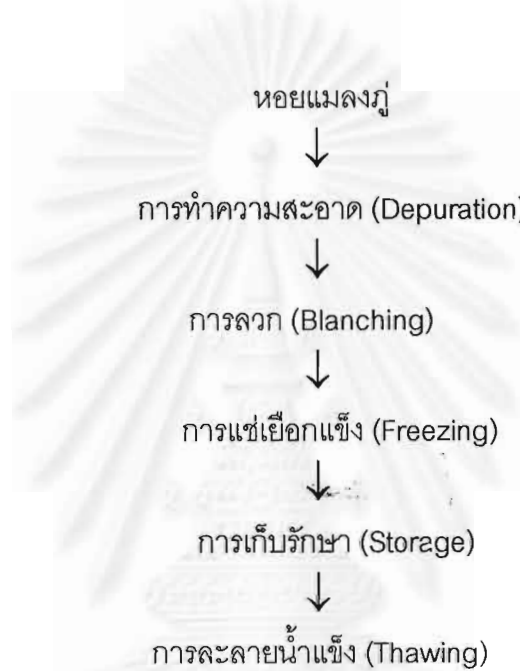 หอยแมลงภู่
↓
การทำความสะอาด (Depuration)
↓
การลวก (Blanching)
↓
การแช่เยือกแข็ง (Freezing)
↓
การเก็บรักษา (Storage)
↓
การละลายน้ำแข็ง (Thawing)